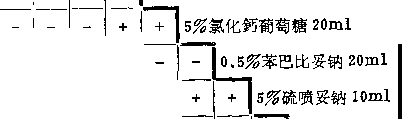 － － － ＋ ＋ 5%氯化鈣葡萄糖 20ml
－ － 0.5%苯巴比妥钠 20ml
＋ ＋ 5%硫喷妥钠 10ml